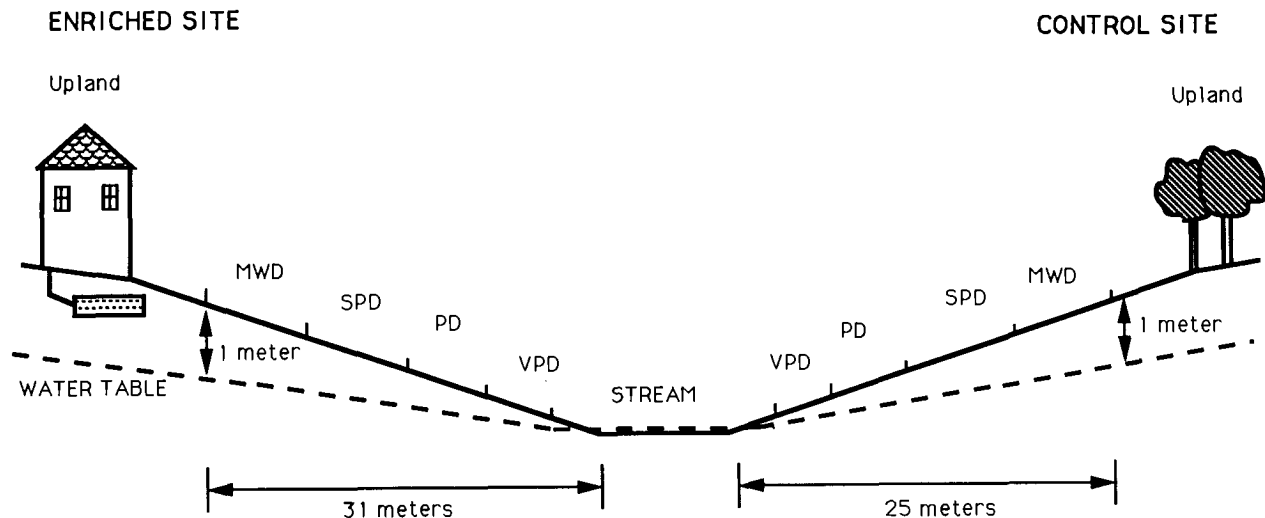 ENRICHED SITE
CONTROL SITE
Upland
Upland
MWD
MWD
SPD
SPD
PD
PD
1 meter
1 meter
VPD
VPD
WATER TABLE
STREAM
31 meters
25 meters